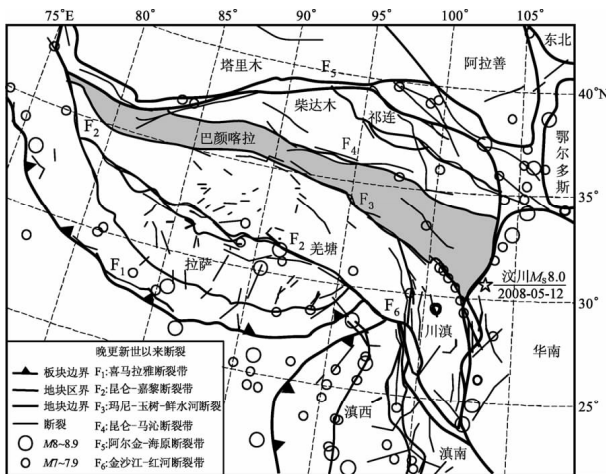 75°E
80°
85°
90°
95°
100°
105°
东北
阿拉善
塔里木
F₅
40°N
柴达木
祁连
鄂尔多斯
F₂
巴颜喀拉
F₄
35°
F₃
F₂
羌塘
拉萨
F₁
汶川Mₛ8.0
2008-05-12
30°
F₆
川滇
华南
滇西
25°
滇南
晚更新世以来断裂
板块边界 F₁:喜马拉雅断裂带
地块区界 F₂:昆仑-嘉黎断裂带
地块边界 F₃:玛尼-玉树-鲜水河断裂
断裂 F₄:昆仑-马沁断裂带
M8~8.9 F₅:阿尔金-海原断裂带
M7~7.9 F₆:金沙江-红河断裂带